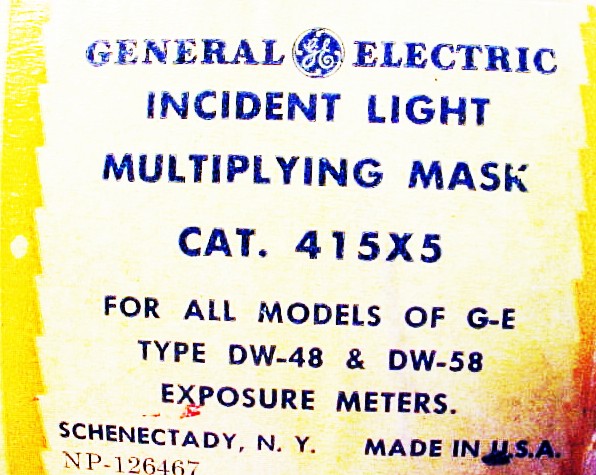 GENERAL GE ELECTRIC
INCIDENT LIGHT
MULTIPLYING MASK
CAT. 415X5
FOR ALL MODELS OF G-E
TYPE DW-48 & DW-58
EXPOSURE METERS.
SCHENECTADY, N. Y. MADE IN U.S.A.
NP-126467